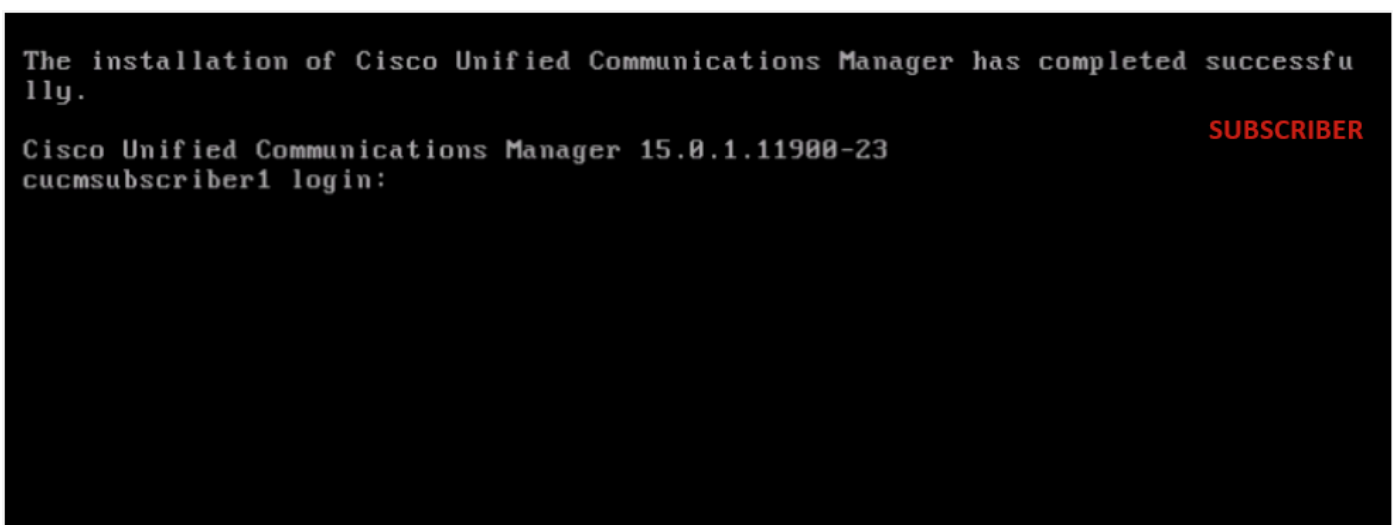 The installation of Cisco Unified Communications Manager has completed successfu
lly.
SUBSCRIBER
Cisco Unified Communications Manager 15.0.1.11900-23
cucmsubscriber1 login: